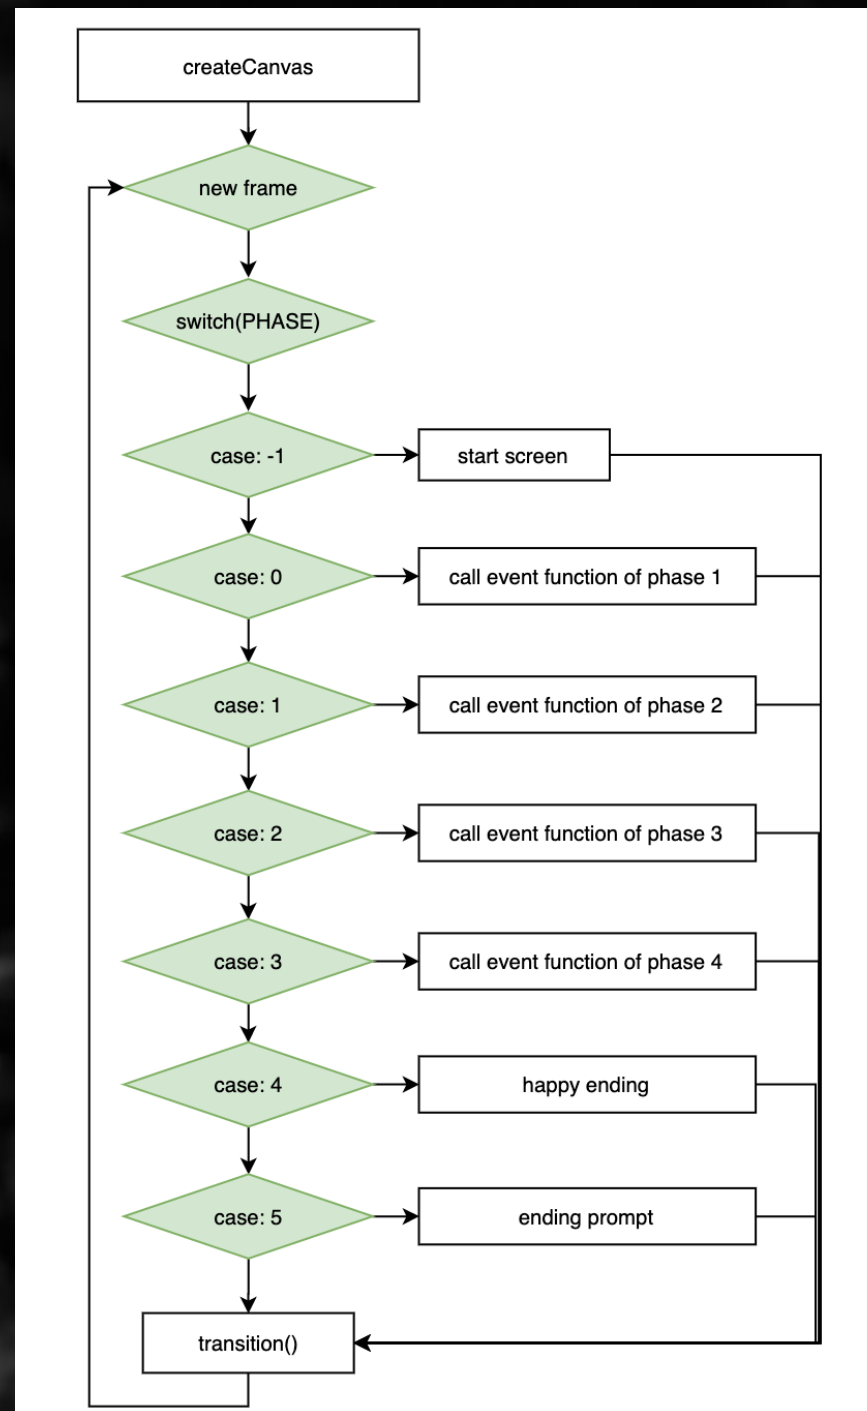 createCanvas
new frame
switch(PHASE)
case: -1
start screen
case: 0
call event function of phase 1
case: 1
call event function of phase 2
case: 2
call event function of phase 3
case: 3
call event function of phase 4
case: 4
happy ending
case: 5
ending prompt
transition()